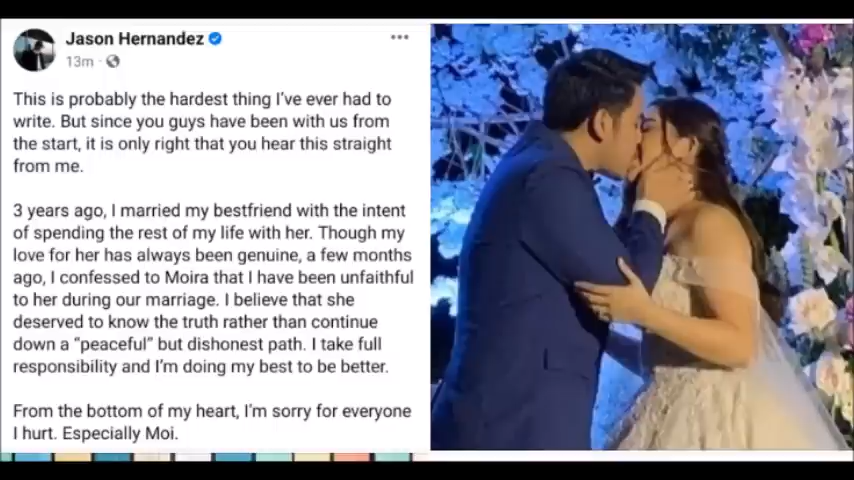 Jason Hernandez
13m ·
This is probably the hardest thing I've ever had to
write. But since you guys have been with us from
the start, it is only right that you hear this straight
from me.
3 years ago, I married my bestfriend with the intent
of spending the rest of my life with her. Though my
love for her has always been genuine, a few months
ago, I confessed to Moira that I have been unfaithful
to her during our marriage. I believe that she
deserved to know the truth rather than continue
down a “peaceful” but dishonest path. I take full
responsibility and I'm doing my best to be better.
From the bottom of my heart, I'm sorry for everyone
I hurt. Especially Moi.